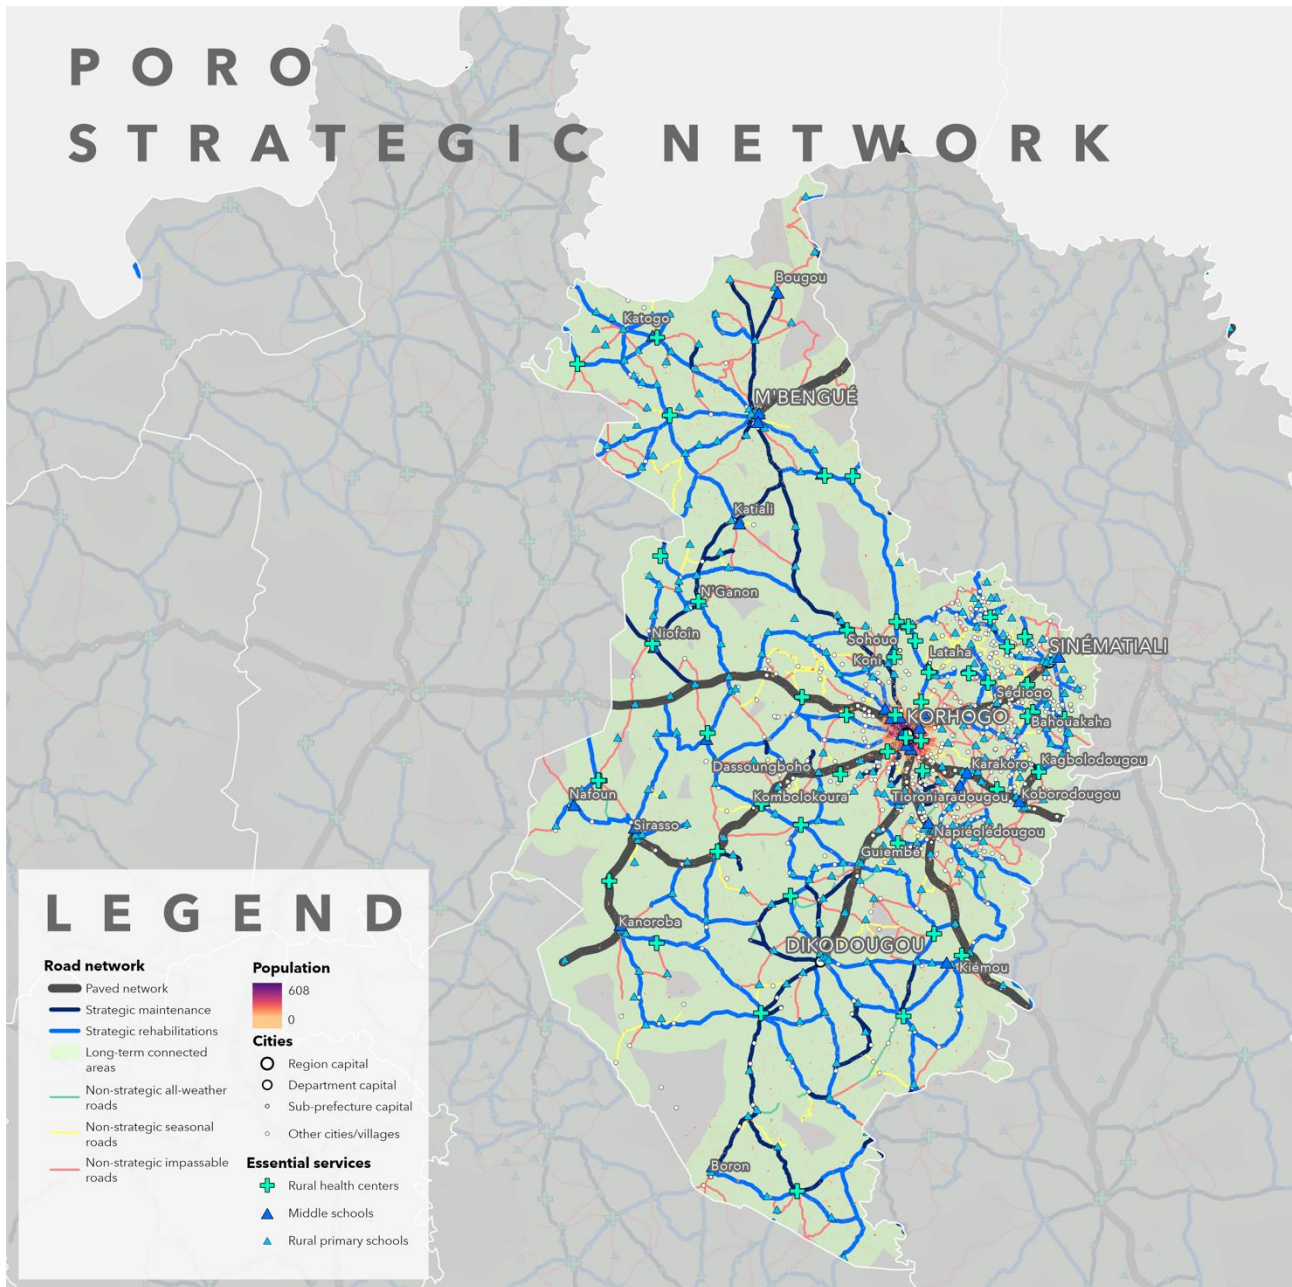 PORO
STRATEGIC NETWORK
Bougou
Katogo
M'BENGUÉ
Katiali
N'Ganon
Niofoin
Sohouo
Koni
Lataha
SINÉMATIALI
Sédiogo
KORHOGO
Bahouakaha
Dassoungboho
Karakoro
Kagbolodougou
Nafoun
Kombolokoura
Tioroniaradougou
Koborodougou
Sirasso
Napiéolédougou
Guiembé
Kanoroba
DIKODOUGOU
Kiémou
Boron
LEGEND
Road network
Paved network
Strategic maintenance
Strategic rehabilitations
Long-term connected
areas
Non-strategic all-weather
roads
Non-strategic seasonal
roads
Non-strategic impassable
roads
Population
608
0
Cities
Region capital
Department capital
Sub-prefecture capital
Other cities/villages
Essential services
Rural health centers
Middle schools
Rural primary schools